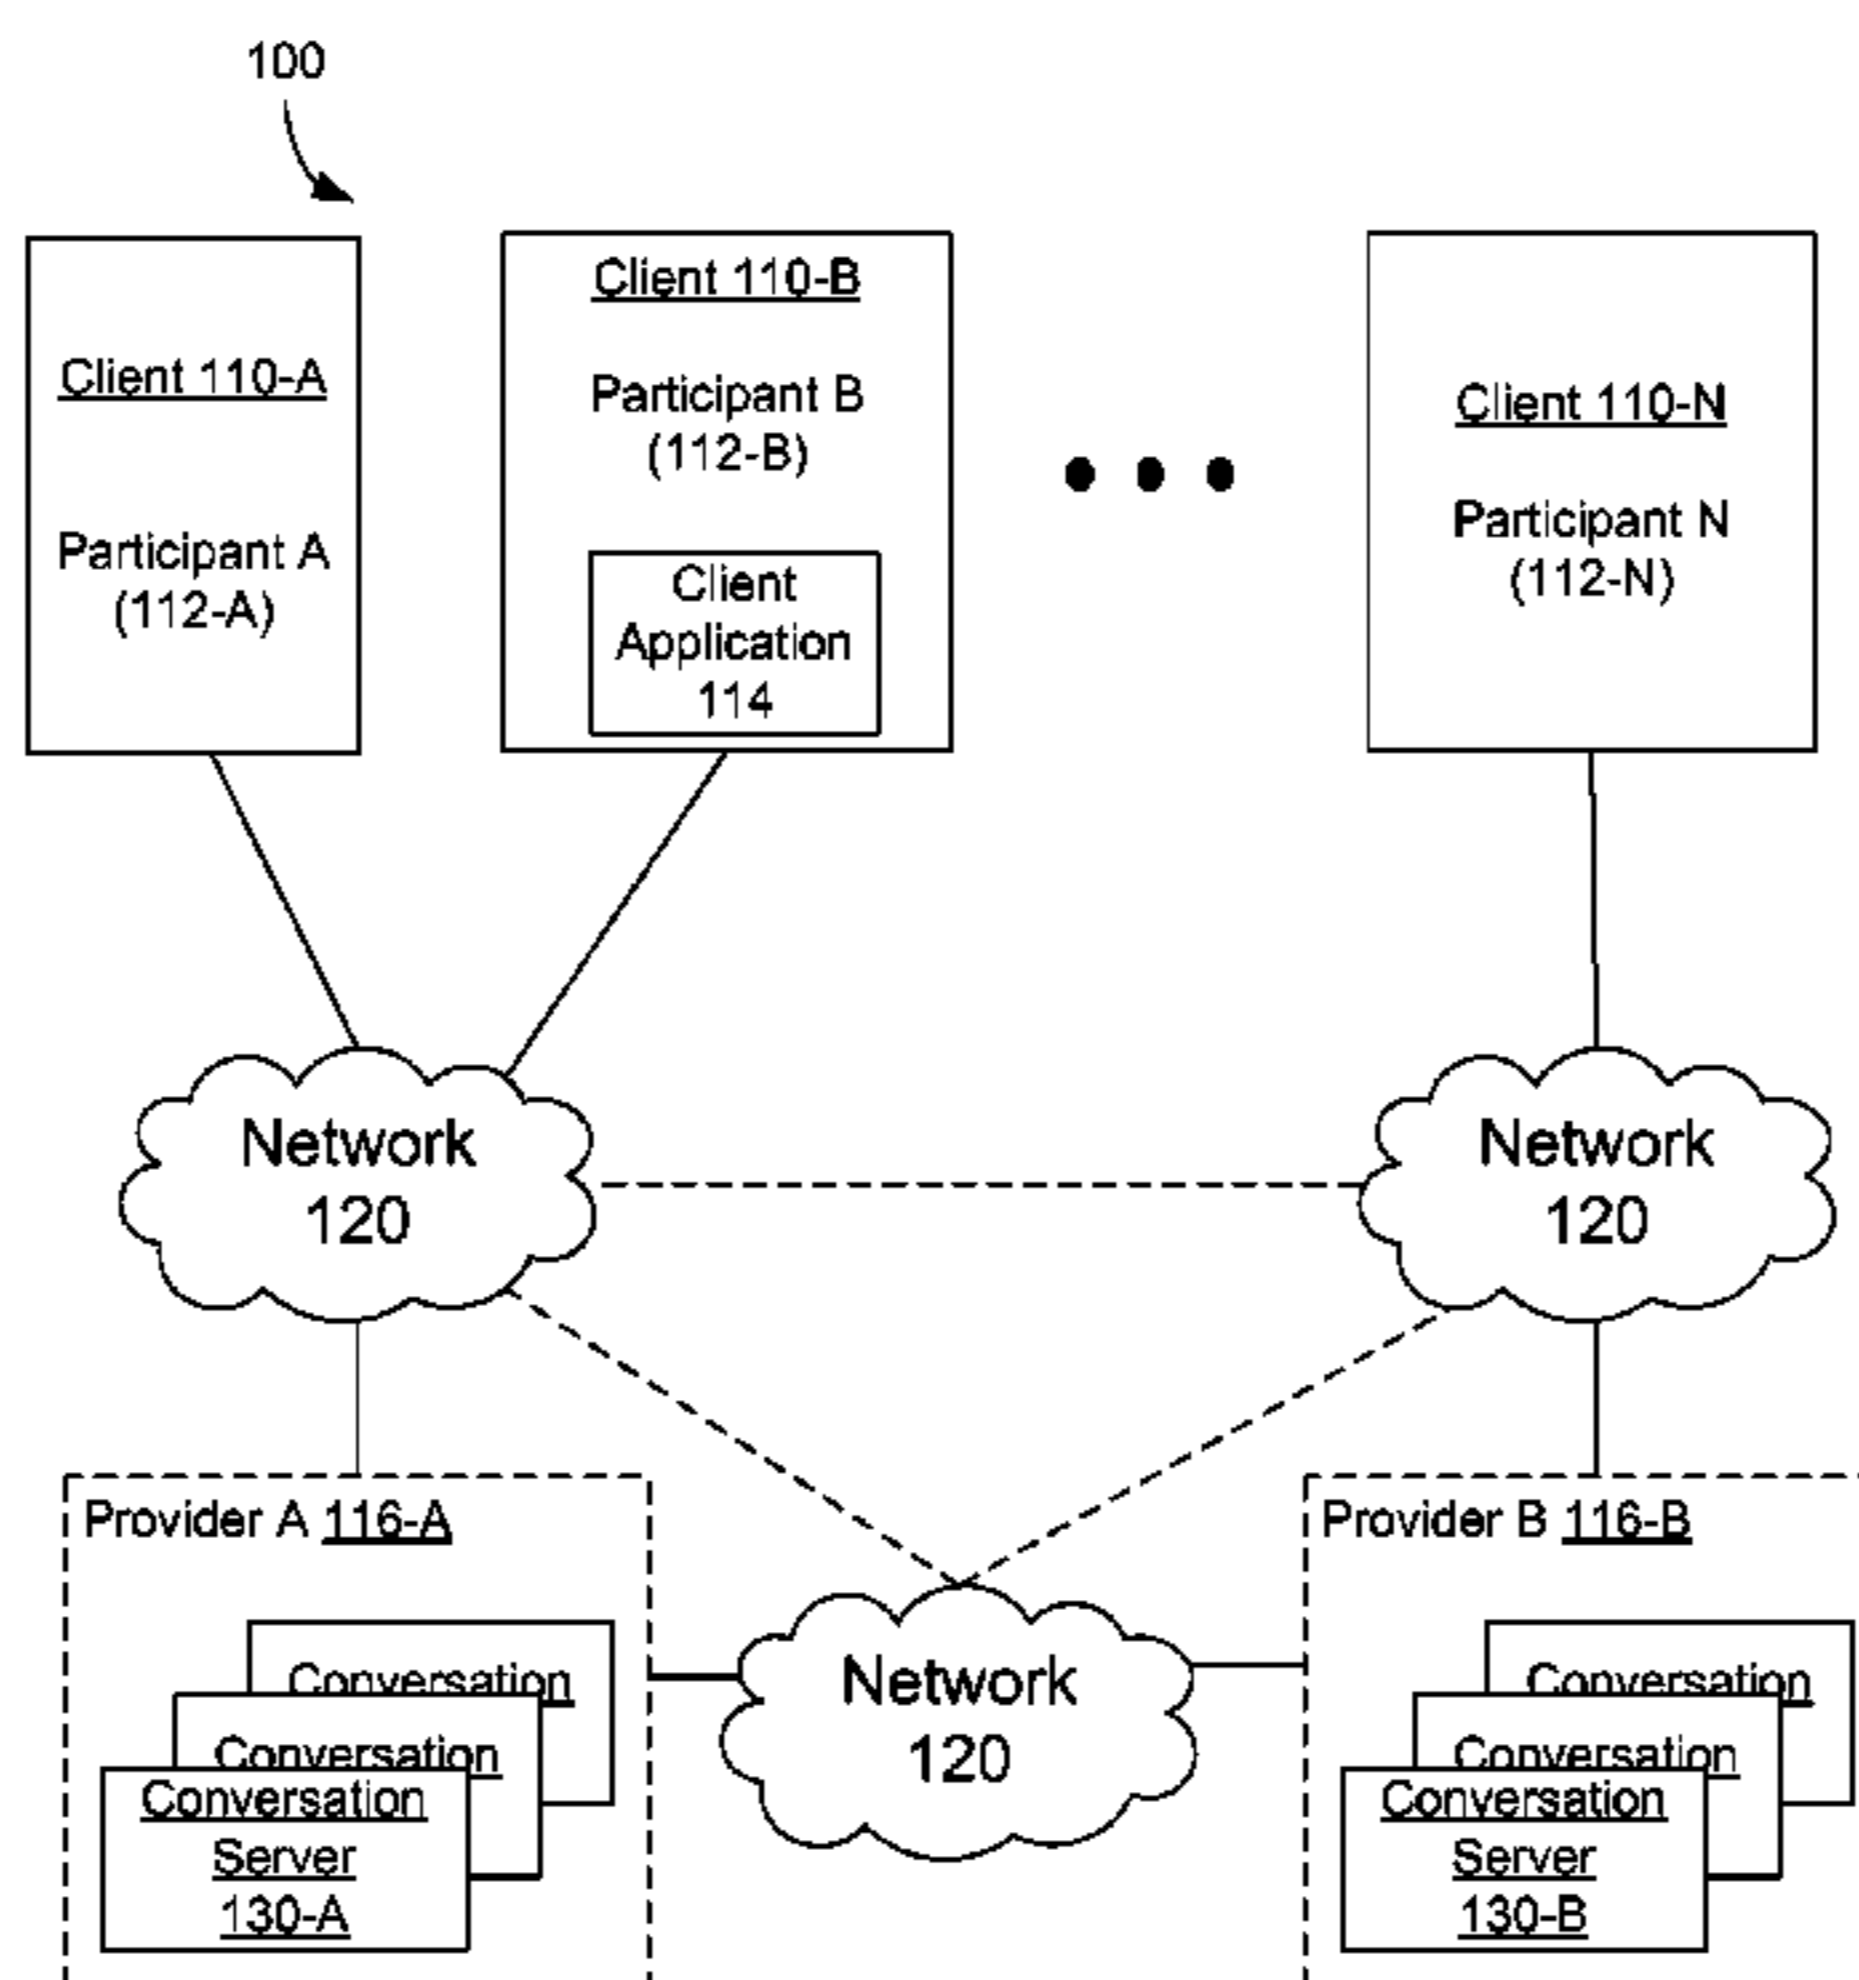 100
Client 110-A
Participant A
(112-A)
Client 110-B
Participant B
(112-B)
Client
Application
114
Client 110-N
Participant N
(112-N)
Network
120
Network
120
Provider A 116-A
Conversation
Conversation
Conversation
Server
130-A
Network
120
Provider B 116-B
Conversation
Conversation
Conversation
Server
130-B